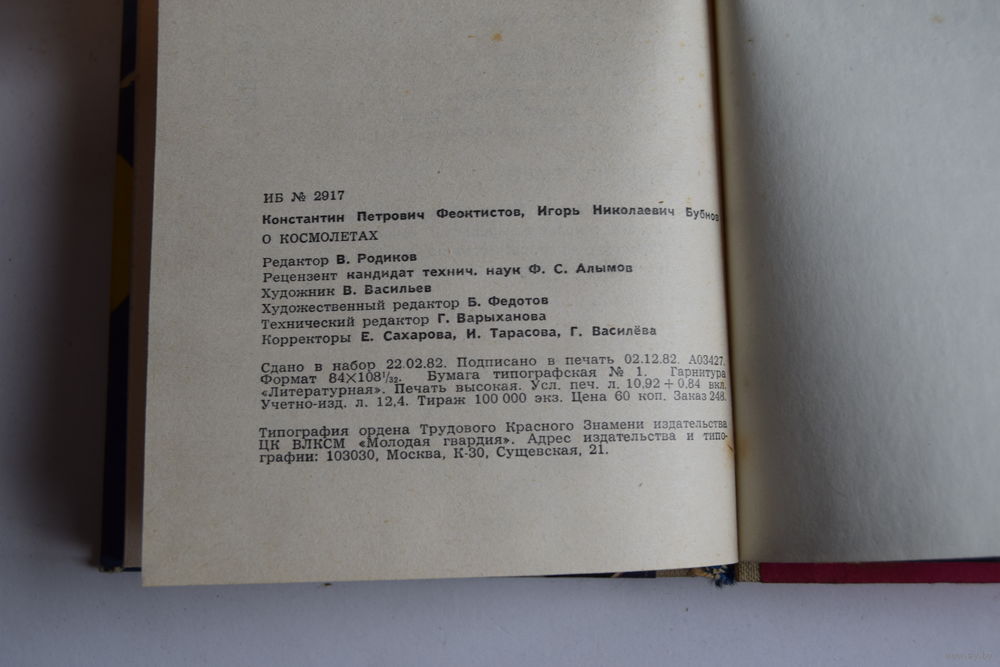 ИБ № 2917
Константин Петрович Феоктистов, Игорь Николаевич Бубнов
О КОСМОЛЕТАХ
Редактор В. Родиков
Рецензент кандидат технич. наук Ф. С. Алымов
Художник В. Васильев
Художественный редактор Б. Федотов
Технический редактор Г. Варыханова
Корректоры Е. Сахарова, И. Тарасова, Г. Василёва
Сдано в набор 22.02.82. Подписано в печать 02.12.82. А03427.
Формат 84×108¹/₃₂. Бумага типографская № 1. Гарнитура
«Литературная». Печать высокая. Усл. печ. л. 10,92 + 0,84 вкл.
Учетно-изд. л. 12,4. Тираж 100 000 экз. Цена 60 коп. Заказ 248.
Типография ордена Трудового Красного Знамени издательства
ЦК ВЛКСМ «Молодая гвардия». Адрес издательства и типо-
графии: 103030, Москва, К-30, Сущевская, 21.